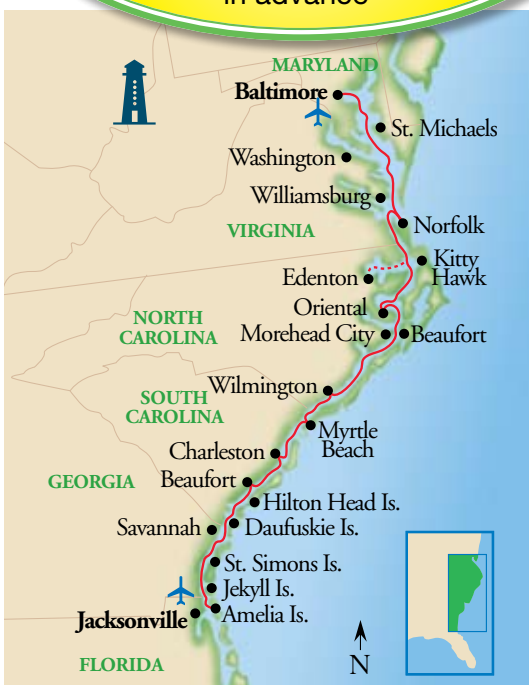 in advance
MARYLAND
Baltimore
St. Michaels
Washington
Williamsburg
Norfolk
VIRGINIA
Kitty
Hawk
Edenton
Oriental
NORTH
CAROLINA
Morehead City
Beaufort
Wilmington
SOUTH
CAROLINA
Myrtle
Beach
Charleston
GEORGIA
Beaufort
Hilton Head Is.
Savannah
Daufuskie Is.
St. Simons Is.
Jekyll Is.
Amelia Is.
Jacksonville
N
FLORIDA